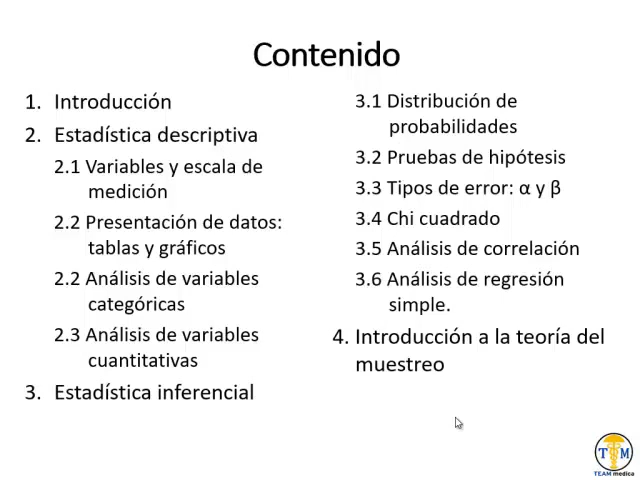 Contenido
1. Introducción
2. Estadística descriptiva
2.1 Variables y escala de
medición
2.2 Presentación de datos:
tablas y gráficos
2.2 Análisis de variables
categóricas
2.3 Análisis de variables
cuantitativas
3. Estadística inferencial
3.1 Distribución de
probabilidades
3.2 Pruebas de hipótesis
3.3 Tipos de error: α y β
3.4 Chi cuadrado
3.5 Análisis de correlación
3.6 Análisis de regresión
simple.
4. Introducción a la teoría del
muestreo
T M
TEAM medica